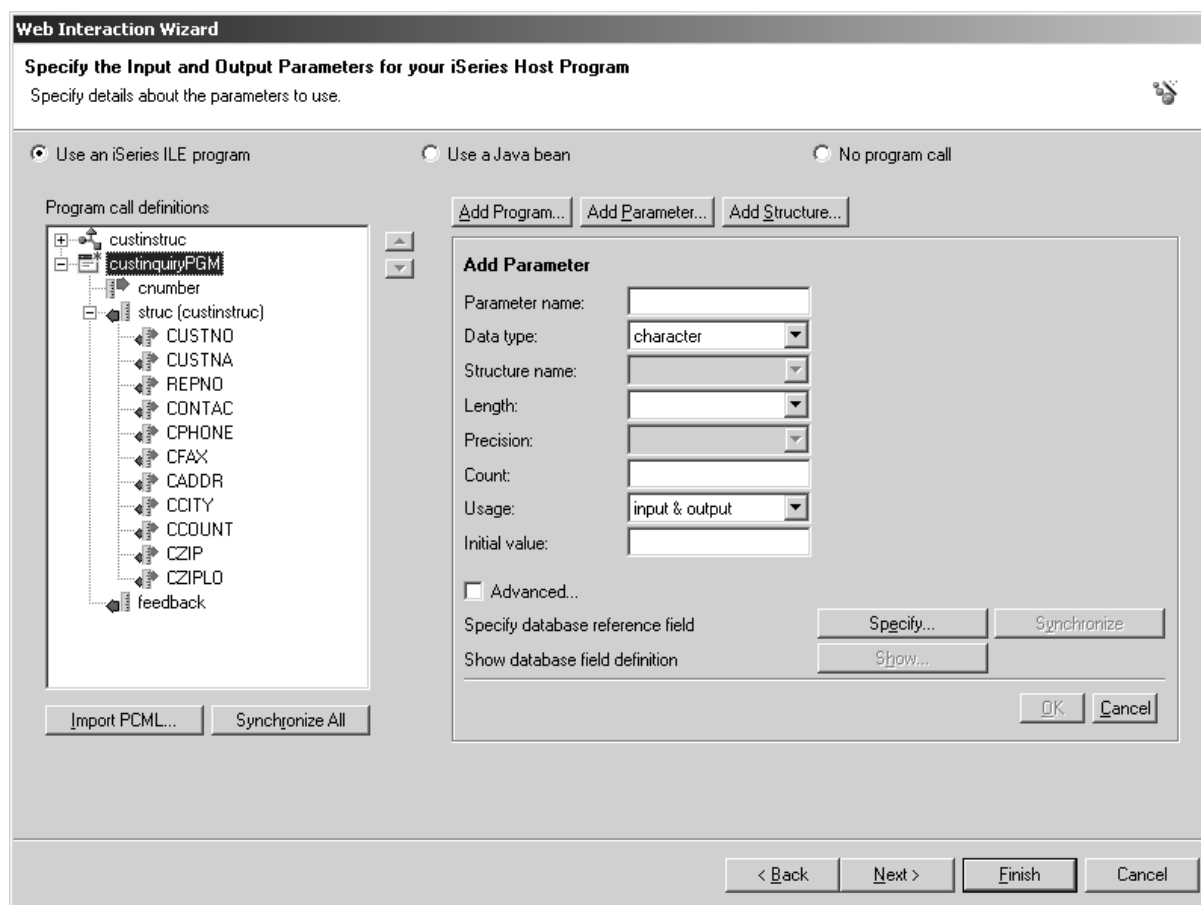 Web Interaction Wizard
Specify the Input and Output Parameters for your iSeries Host Program
Specify details about the parameters to use.
Use an iSeries ILE program
Use a Java bean
No program call
Program call definitions
custinstruc
custinquiryPGM
cnumber
struc (custinstruc)
CUSTNO
CUSTNA
REPNO
CONTAC
CPHONE
CFAX
CADDR
CCITY
CCOUNT
CZIP
CZIPLO
feedback
Import PCML...
Synchronize All
Add Program...
Add Parameter...
Add Structure...
Add Parameter
Parameter name:
Data type:
character
Structure name:
Length:
Precision:
Count:
Usage:
input & output
Initial value:
Advanced...
Specify database reference field
Specify...
Synchronize
Show database field definition
Show...
OK
Cancel
< Back
Next >
Finish
Cancel